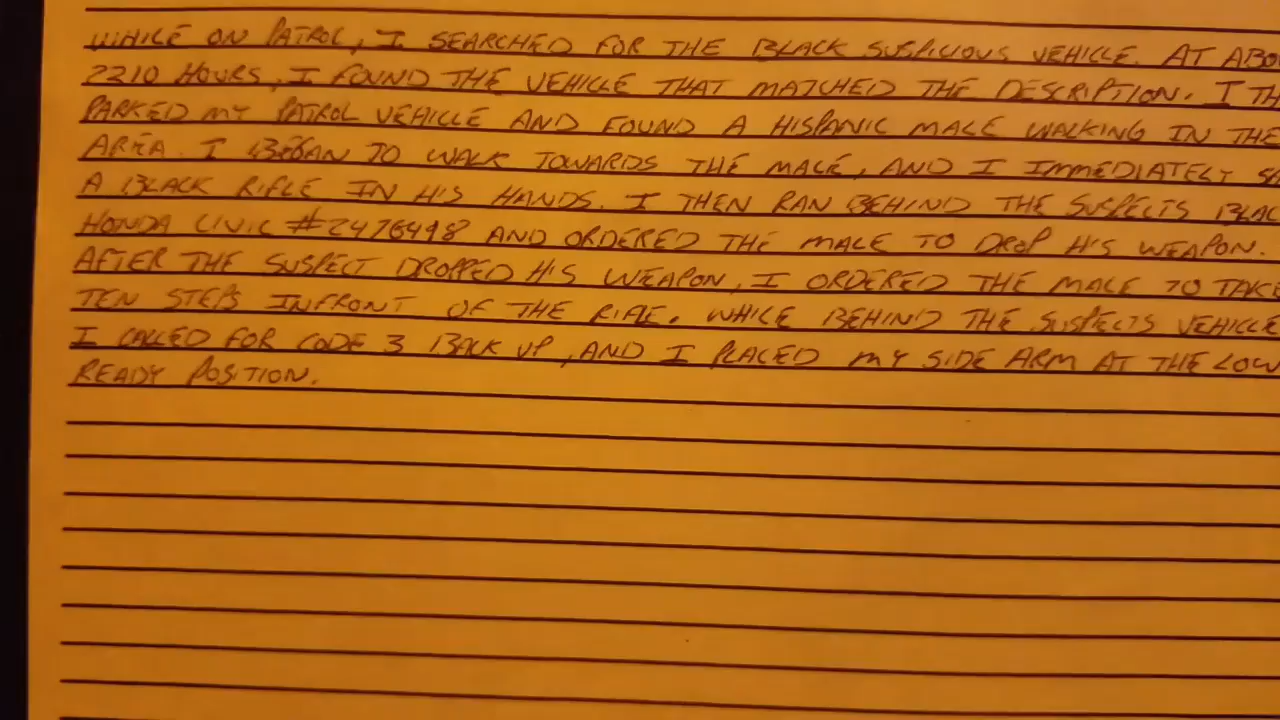 WHILE ON PATROL, I SEARCHED FOR THE BLACK SUSPICIOUS VEHICLE. AT ABO
2210 HOURS, I FOUND THE VEHICLE THAT MATCHED THE DESCRIPTION. I TH
PARKED MY PATROL VEHICLE AND FOUND A HISPANIC MALE WALKING IN THE
AREA. I BEGAN TO WALK TOWARDS THE MALE, AND I IMMEDIATELY SA
A BLACK RIFLE IN HIS HANDS. I THEN RAN BEHIND THE SUSPECTS BLAC
HONDA CIVIC #2476498 AND ORDERED THE MALE TO DROP HIS WEAPON.
AFTER THE SUSPECT DROPPED HIS WEAPON, I ORDERED THE MALE TO TAKE
TEN STEPS INFRONT OF THE RIFLE. WHILE BEHIND THE SUSPECTS VEHICLE
I CALLED FOR CODE 3 BACK UP, AND I PLACED MY SIDE ARM AT THE LOW
READY POSITION.